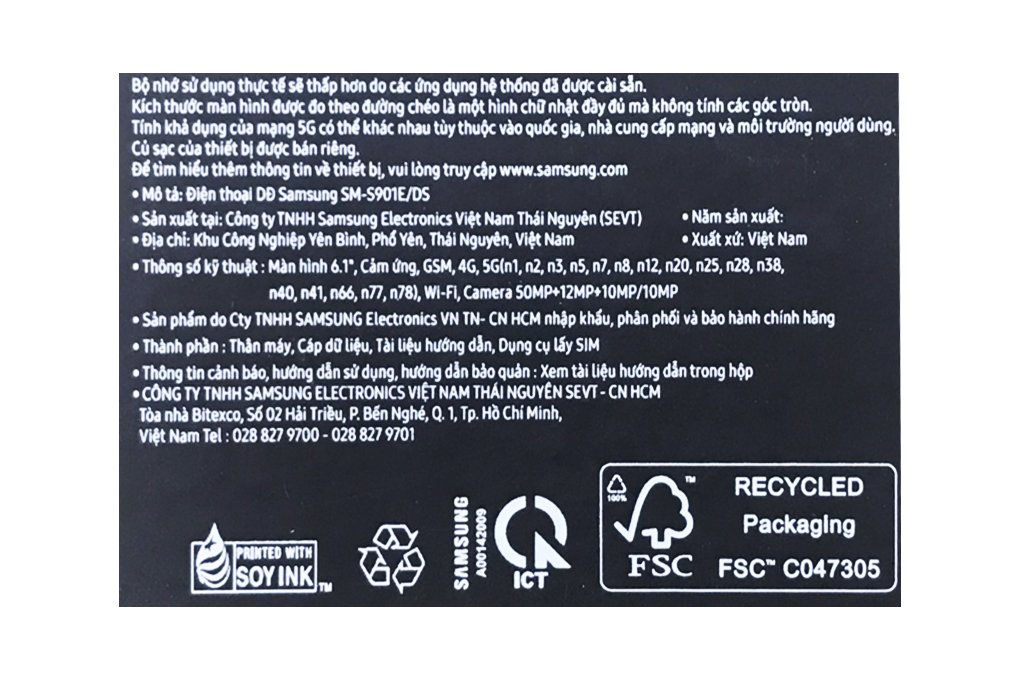 Bộ nhớ sử dụng thực tế sẽ thấp hơn do các ứng dụng hệ thống đã được cài sẵn.
Kích thước màn hình được đo theo đường chéo là một hình chữ nhật đầy đủ mà không tính các góc tròn.
Tính khả dụng của mạng 5G có thể khác nhau tùy thuộc vào quốc gia, nhà cung cấp mạng và môi trường người dùng.
Củ sạc của thiết bị được bán riêng.
Để tìm hiểu thêm thông tin về thiết bị, vui lòng truy cập www.samsung.com
• Mô tả: Điện thoại DĐ Samsung SM-S901E/DS
• Sản xuất tại: Công ty TNHH Samsung Electronics Việt Nam Thái Nguyên (SEVT) • Năm sản xuất:
• Địa chỉ: Khu Công Nghiệp Yên Bình, Phổ Yên, Thái Nguyên, Việt Nam • Xuất xứ: Việt Nam
• Thông số kỹ thuật : Màn hình 6.1", Cảm ứng, GSM, 4G, 5G(n1, n2, n3, n5, n7, n8, n12, n20, n25, n28, n38,
n40, n41, n66, n77, n78), Wi-Fi, Camera 50MP+12MP+10MP/10MP
• Sản phẩm do Cty TNHH SAMSUNG Electronics VN TN- CN HCM nhập khẩu, phân phối và bảo hành chính hãng
• Thành phần : Thân máy, Cáp dữ liệu, Tài liệu hướng dẫn, Dụng cụ lấy SIM
• Thông tin cảnh báo, hướng dẫn sử dụng, hướng dẫn bảo quản : Xem tài liệu hướng dẫn trong hộp
• CÔNG TY TNHH SAMSUNG ELECTRONICS VIỆT NAM THÁI NGUYÊN SEVT - CN HCM
Tòa nhà Bitexco, Số 02 Hải Triều, P. Bến Nghé, Q. 1, Tp. Hồ Chí Minh,
Việt Nam Tel : 028 827 9700 - 028 827 9701
PRINTED WITH
SOY INK™
SAMSUNG
A00142009
ICT
100%
™
FSC
RECYCLED
Packaging
FSC™ C047305